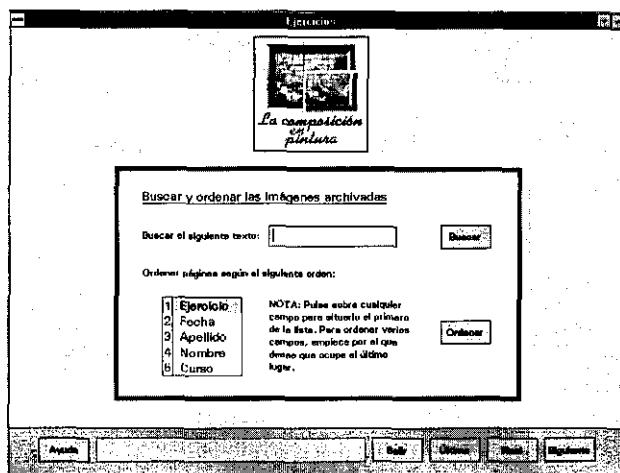 Ejercicios
La composición
en
pintura
Buscar y ordenar las imágenes archivadas
Buscar el siguiente texto:
Buscar
Ordenar páginas según el siguiente orden:
1 Ejercicio
2 Fecha
3 Apellido
4 Nombre
5 Curso
NOTA: Pulse sobre cualquier
campo para situarlo el primero
de la lista. Para ordenar varios
campos, empiece por el que
desee que ocupe el último
lugar.
Ordenar
Ayuda
Salir
Siguiente